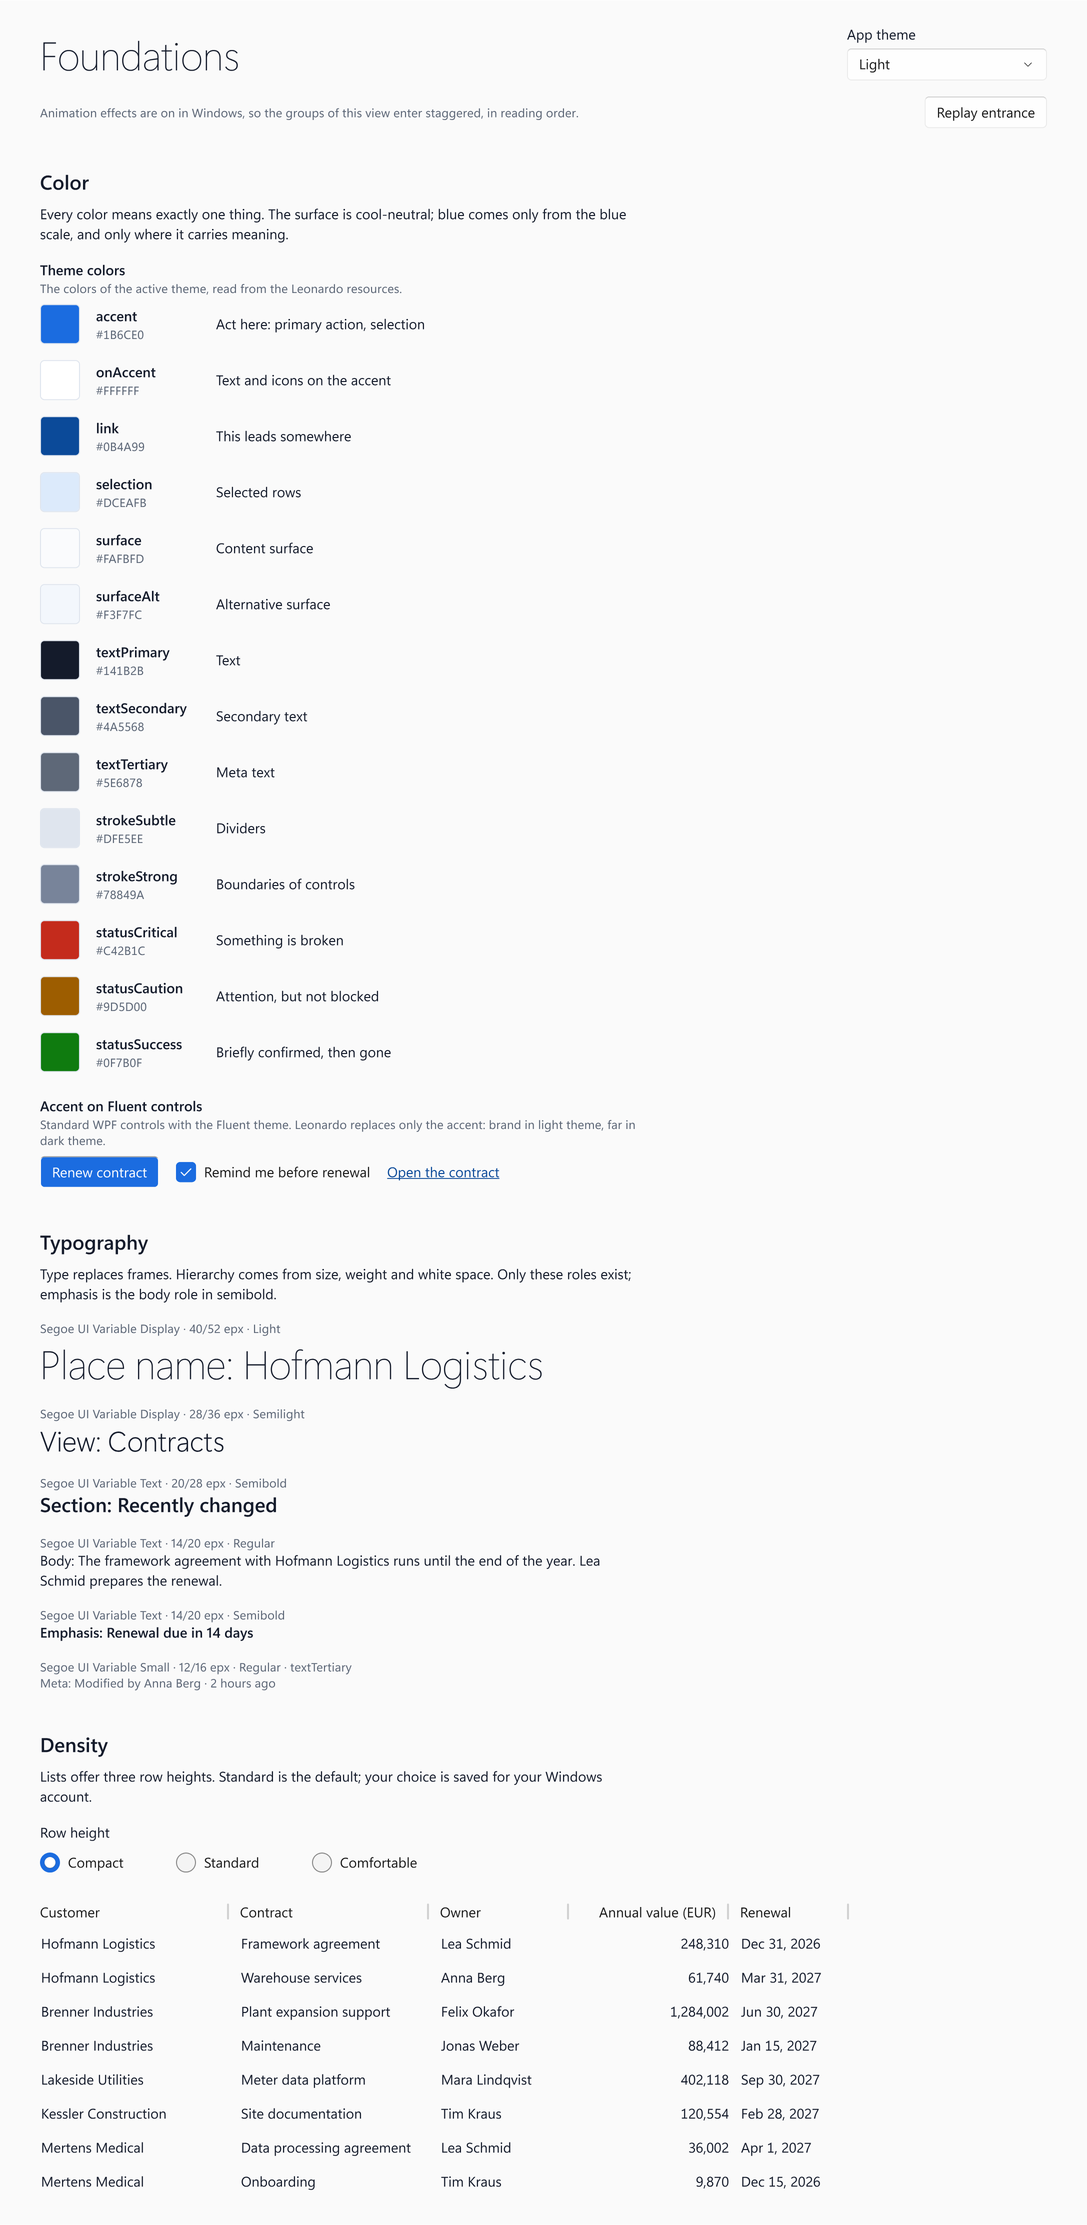 Foundations
App theme
Light
Animation effects are on in Windows, so the groups of this view enter staggered, in reading order.
Replay entrance
Color
Every color means exactly one thing. The surface is cool-neutral; blue comes only from the blue
scale, and only where it carries meaning.
Theme colors
The colors of the active theme, read from the Leonardo resources.
accent
#1B6CE0
Act here: primary action, selection
onAccent
#FFFFFF
Text and icons on the accent
link
#0B4A99
This leads somewhere
selection
#DCEAFB
Selected rows
surface
#FAFBFD
Content surface
surfaceAlt
#F3F7FC
Alternative surface
textPrimary
#141B2B
Text
textSecondary
#4A5568
Secondary text
textTertiary
#5E6878
Meta text
strokeSubtle
#DFE5EE
Dividers
strokeStrong
#78849A
Boundaries of controls
statusCritical
#C42B1C
Something is broken
statusCaution
#9D5D00
Attention, but not blocked
statusSuccess
#0F7B0F
Briefly confirmed, then gone
Accent on Fluent controls
Standard WPF controls with the Fluent theme. Leonardo replaces only the accent: brand in light theme, far in
dark theme.
Renew contract Remind me before renewal Open the contract
Typography
Type replaces frames. Hierarchy comes from size, weight and white space. Only these roles exist;
emphasis is the body role in semibold.
Segoe UI Variable Display · 40/52 epx · Light
Place name: Hofmann Logistics
Segoe UI Variable Display · 28/36 epx · Semilight
View: Contracts
Segoe UI Variable Text · 20/28 epx · Semibold
Section: Recently changed
Segoe UI Variable Text · 14/20 epx · Regular
Body: The framework agreement with Hofmann Logistics runs until the end of the year. Lea
Schmid prepares the renewal.
Segoe UI Variable Text · 14/20 epx · Semibold
Emphasis: Renewal due in 14 days
Segoe UI Variable Small · 12/16 epx · Regular · textTertiary
Meta: Modified by Anna Berg · 2 hours ago
Density
Lists offer three row heights. Standard is the default; your choice is saved for your Windows
account.
Row height
Compact Standard Comfortable
Customer Contract Owner Annual value (EUR) Renewal
Hofmann Logistics Framework agreement Lea Schmid 248,310 Dec 31, 2026
Hofmann Logistics Warehouse services Anna Berg 61,740 Mar 31, 2027
Brenner Industries Plant expansion support Felix Okafor 1,284,002 Jun 30, 2027
Brenner Industries Maintenance Jonas Weber 88,412 Jan 15, 2027
Lakeside Utilities Meter data platform Mara Lindqvist 402,118 Sep 30, 2027
Kessler Construction Site documentation Tim Kraus 120,554 Feb 28, 2027
Mertens Medical Data processing agreement Lea Schmid 36,002 Apr 1, 2027
Mertens Medical Onboarding Tim Kraus 9,870 Dec 15, 2026